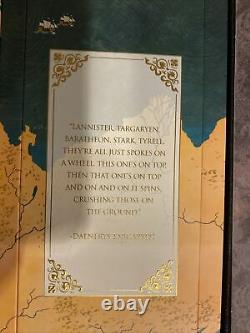 "LANNISTER, TARGARYEN,
BARATHEON, STARK, TYRELL
THEY'RE ALL JUST SPOKES ON
A WHEEL. THIS ONE'S ON TOP,
THEN THAT ONE'S ON TOP
AND ON AND ON IT SPINS,
CRUSHING THOSE ON
THE GROUND."
-DAENERYS TARGARYEN
ebay